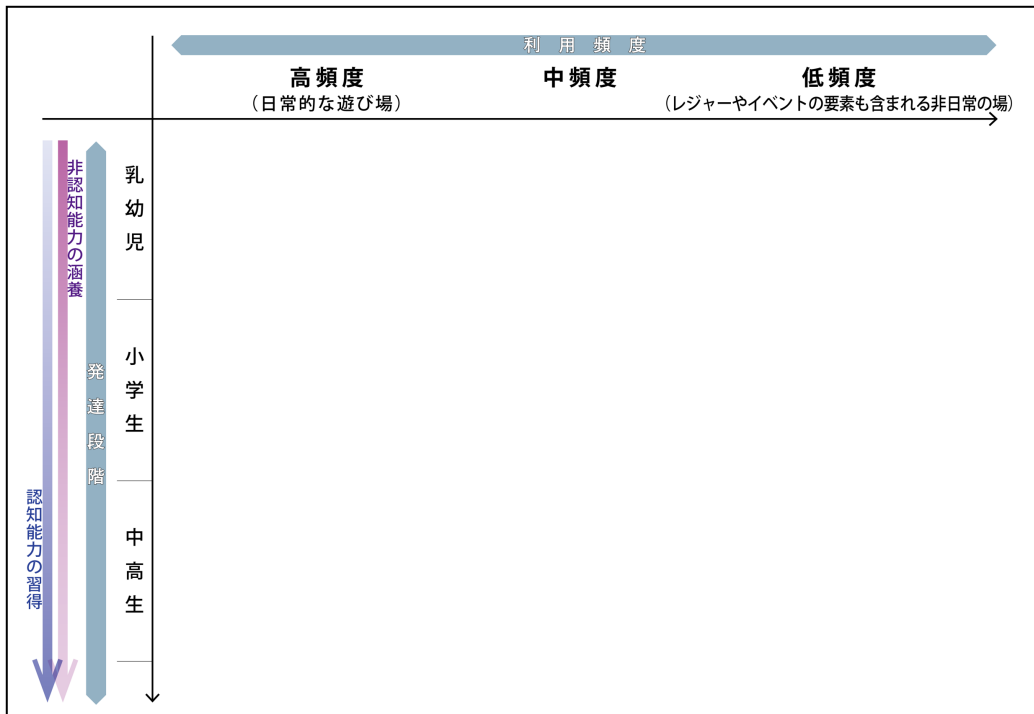 利用頻度
高頻度
（日常的な遊び場）
中頻度
低頻度
（レジャーやイベントの要素も含まれる非日常の場）
非認知能力の涵養
認知能力の習得
発達段階
乳幼児
小学生
中高生